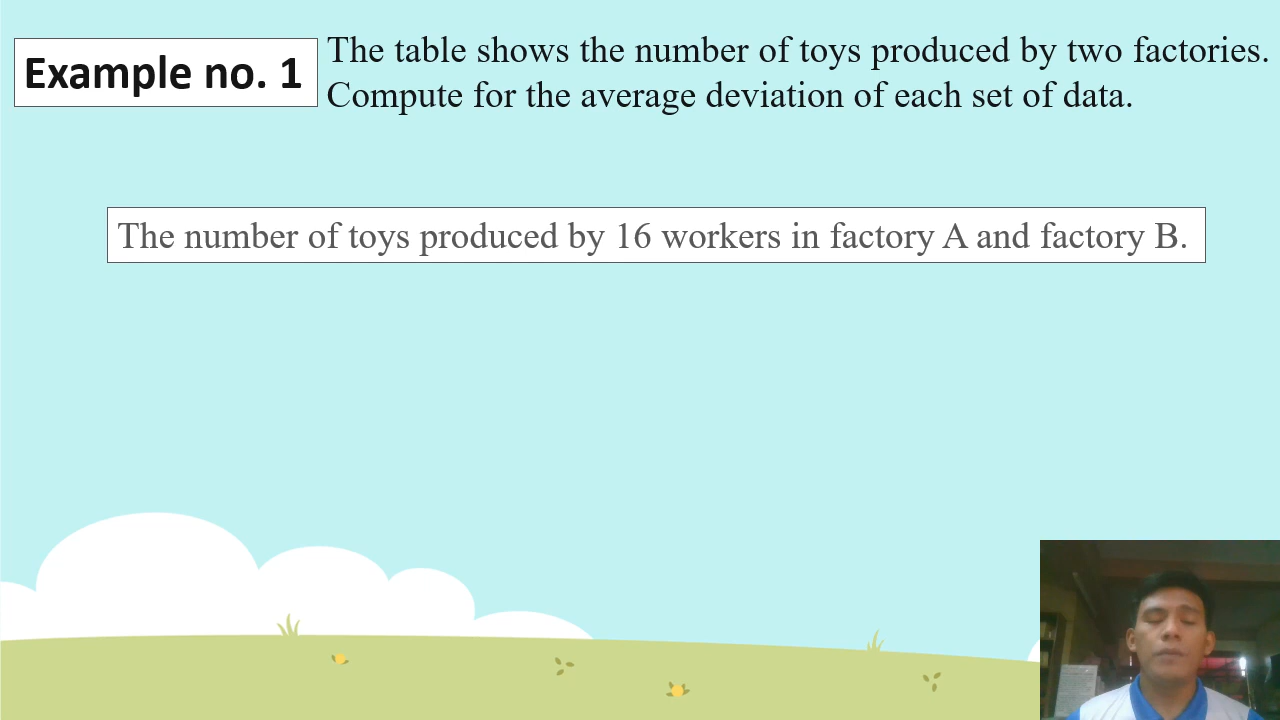 Example no. 1
The table shows the number of toys produced by two factories.
Compute for the average deviation of each set of data.
The number of toys produced by 16 workers in factory A and factory B.